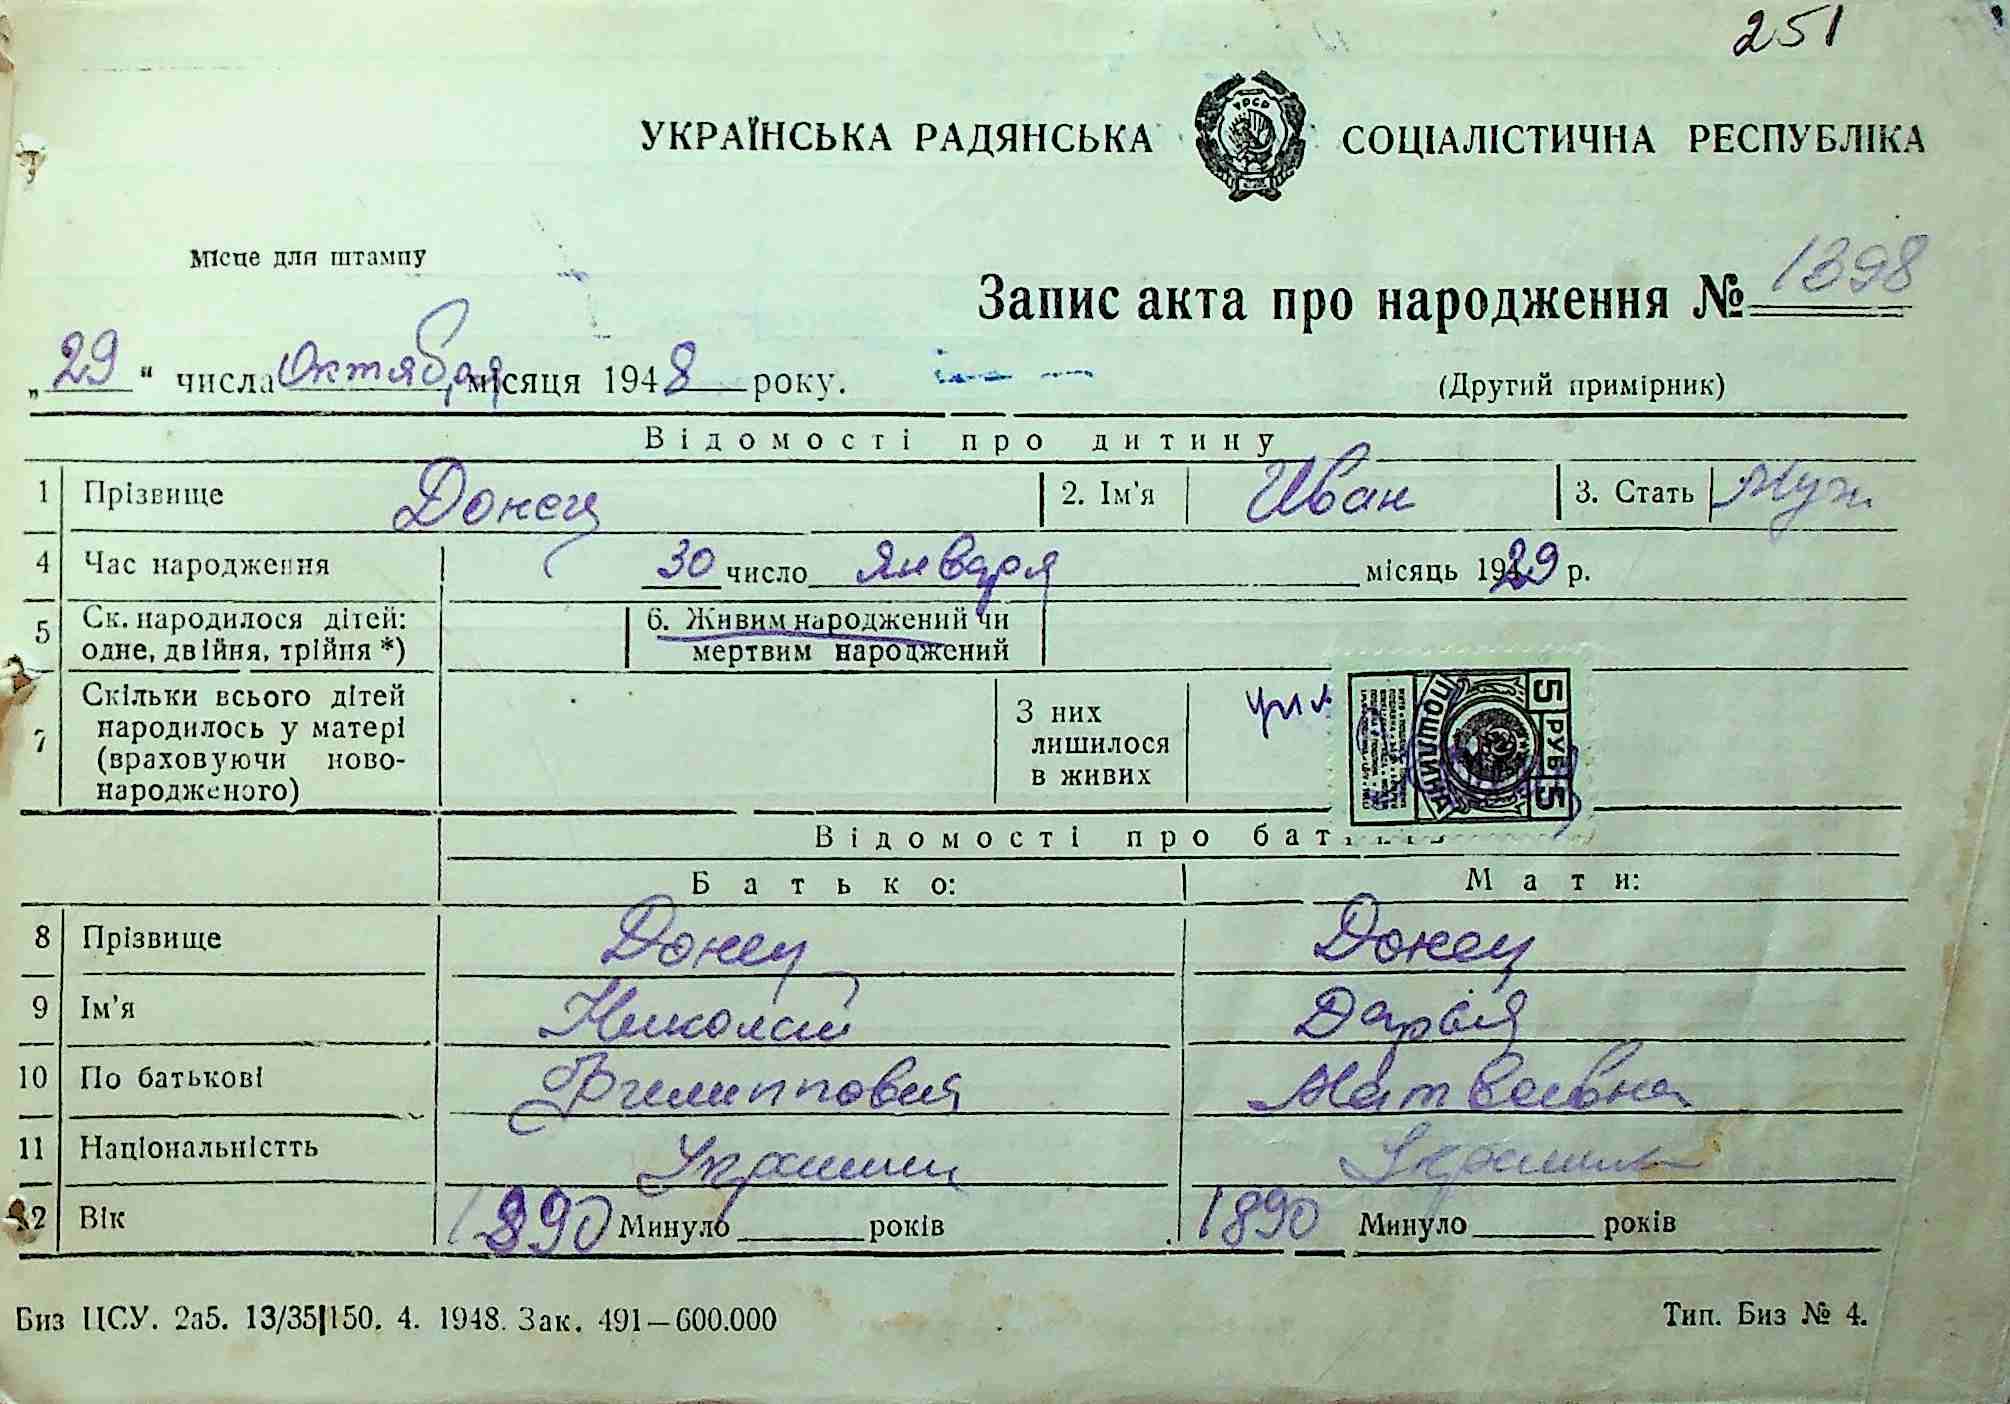 251
УРСР
УКРАЇНСЬКА РАДЯНСЬКА СОЦІАЛІСТИЧНА РЕСПУБЛІКА
Місце для штампу
Запис акта про народження № 1398
„29“ числа Октября місяця 1948 року.
(Другий примірник)
Відомості про дитину
1 Прізвище Донец 2. Ім'я Иван 3. Стать Муж
4 Час народження 30 число Января місяць 1929 р.
5 Ск. народилося дітей: одне, двійня, трійня *) 6. Живим народжений чи мертвим народжений
7 Скільки всього дітей народилось у матері (враховуючи новонародженого) З них лишилося в живих
5 РУБ 5
ПОШЛИНА
Відомості про
Батько: Мати:
8 Прізвище Донец Донец
9 Ім'я Николай Дарья
10 По батькові Филиппович Матвеевна
11 Національністть Украинец Украинка
12 Вік 1890 Минуло років 1890 Минуло років
Биз ЦСУ. 2а5. 13/35|150. 4. 1948. Зак. 491—600.000 Тип. Биз № 4.